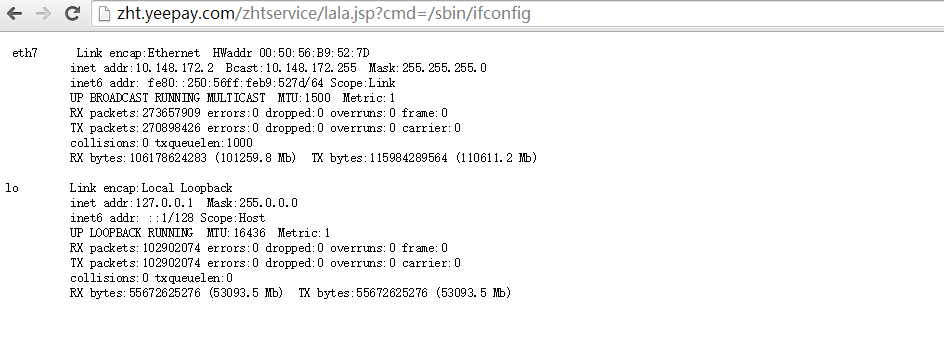 zht.yeepay.com/zhtservice/lala.jsp?cmd=/sbin/ifconfig
eth7 Link encap:Ethernet HWaddr 00:50:56:B9:52:7D
inet addr:10.148.172.2 Bcast:10.148.172.255 Mask:255.255.255.0
inet6 addr: fe80::250:56ff:feb9:527d/64 Scope:Link
UP BROADCAST RUNNING MULTICAST MTU:1500 Metric:1
RX packets:273657909 errors:0 dropped:0 overruns:0 frame:0
TX packets:270898426 errors:0 dropped:0 overruns:0 carrier:0
collisions:0 txqueuelen:1000
RX bytes:106178624283 (101259.8 Mb) TX bytes:115984289564 (110611.2 Mb)
lo Link encap:Local Loopback
inet addr:127.0.0.1 Mask:255.0.0.0
inet6 addr: ::1/128 Scope:Host
UP LOOPBACK RUNNING MTU:16436 Metric:1
RX packets:102902074 errors:0 dropped:0 overruns:0 frame:0
TX packets:102902074 errors:0 dropped:0 overruns:0 carrier:0
collisions:0 txqueuelen:0
RX bytes:55672625276 (53093.5 Mb) TX bytes:55672625276 (53093.5 Mb)